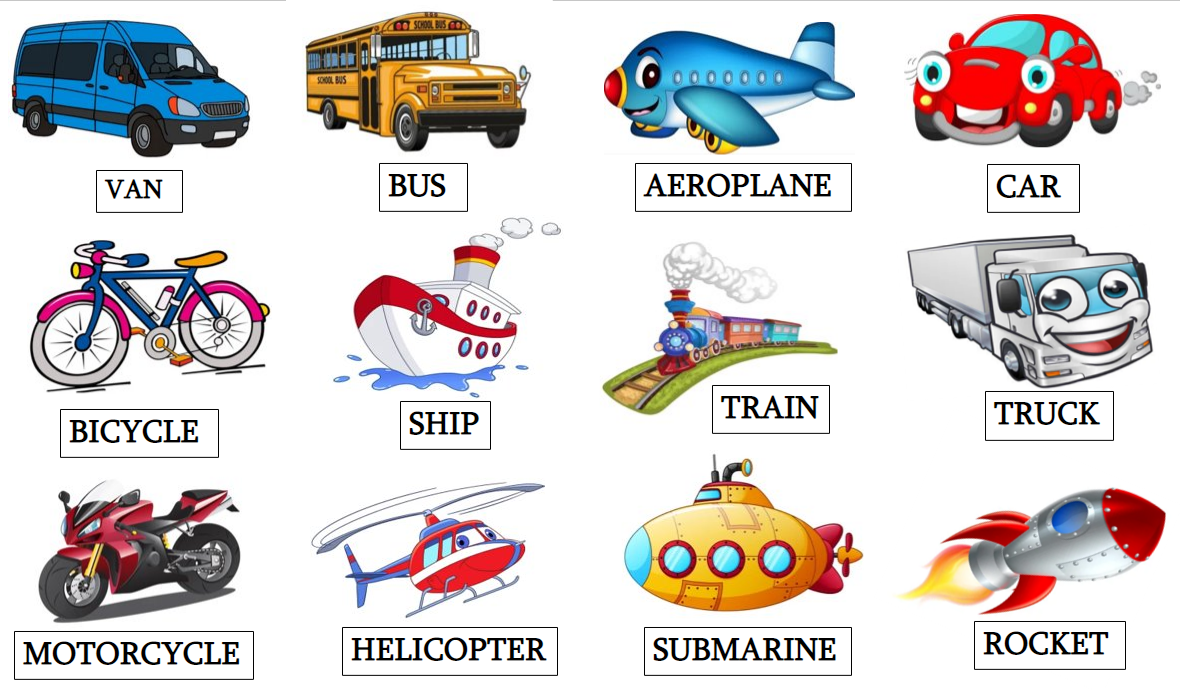 SCHOOL BUS
SCHOOL BUS
VAN
BUS
AEROPLANE
CAR
BICYCLE
SHIP
TRAIN
TRUCK
MOTORCYCLE
HELICOPTER
SUBMARINE
ROCKET